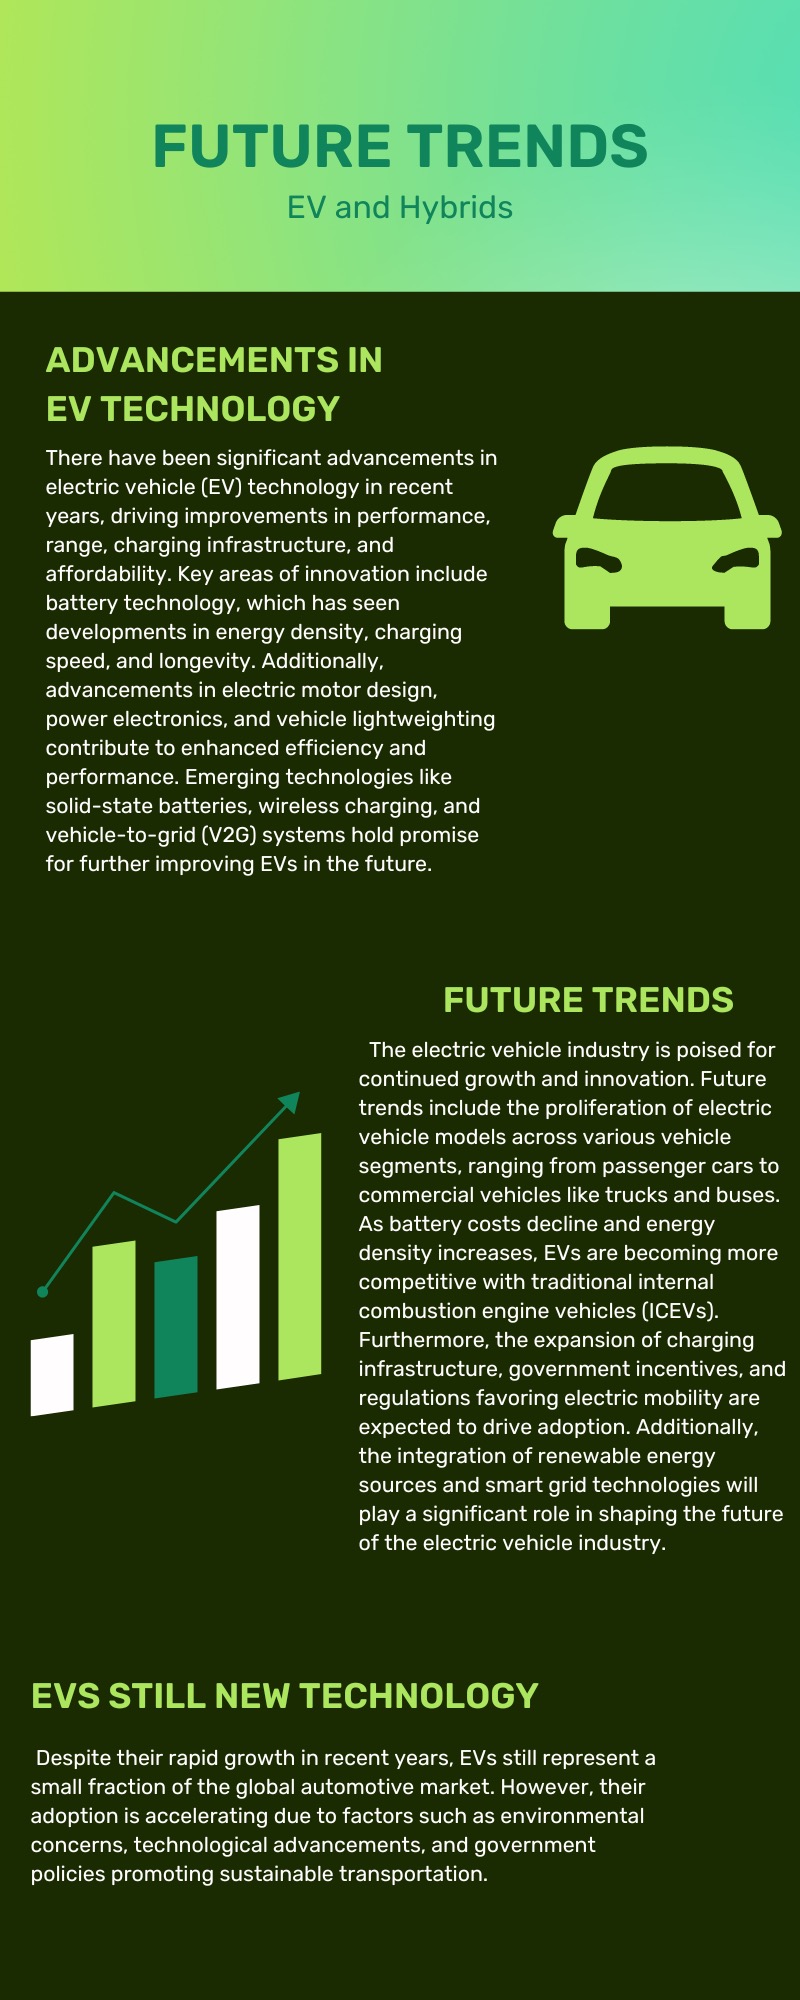 FUTURE TRENDS
EV and Hybrids
ADVANCEMENTS IN
EV TECHNOLOGY
There have been significant advancements in
electric vehicle (EV) technology in recent
years, driving improvements in performance,
range, charging infrastructure, and
affordability. Key areas of innovation include
battery technology, which has seen
developments in energy density, charging
speed, and longevity. Additionally,
advancements in electric motor design,
power electronics, and vehicle lightweighting
contribute to enhanced efficiency and
performance. Emerging technologies like
solid-state batteries, wireless charging, and
vehicle-to-grid (V2G) systems hold promise
for further improving EVs in the future.
FUTURE TRENDS
The electric vehicle industry is poised for
continued growth and innovation. Future
trends include the proliferation of electric
vehicle models across various vehicle
segments, ranging from passenger cars to
commercial vehicles like trucks and buses.
As battery costs decline and energy
density increases, EVs are becoming more
competitive with traditional internal
combustion engine vehicles (ICEVs).
Furthermore, the expansion of charging
infrastructure, government incentives, and
regulations favoring electric mobility are
expected to drive adoption. Additionally,
the integration of renewable energy
sources and smart grid technologies will
play a significant role in shaping the future
of the electric vehicle industry.
EVS STILL NEW TECHNOLOGY
Despite their rapid growth in recent years, EVs still represent a
small fraction of the global automotive market. However, their
adoption is accelerating due to factors such as environmental
concerns, technological advancements, and government
policies promoting sustainable transportation.